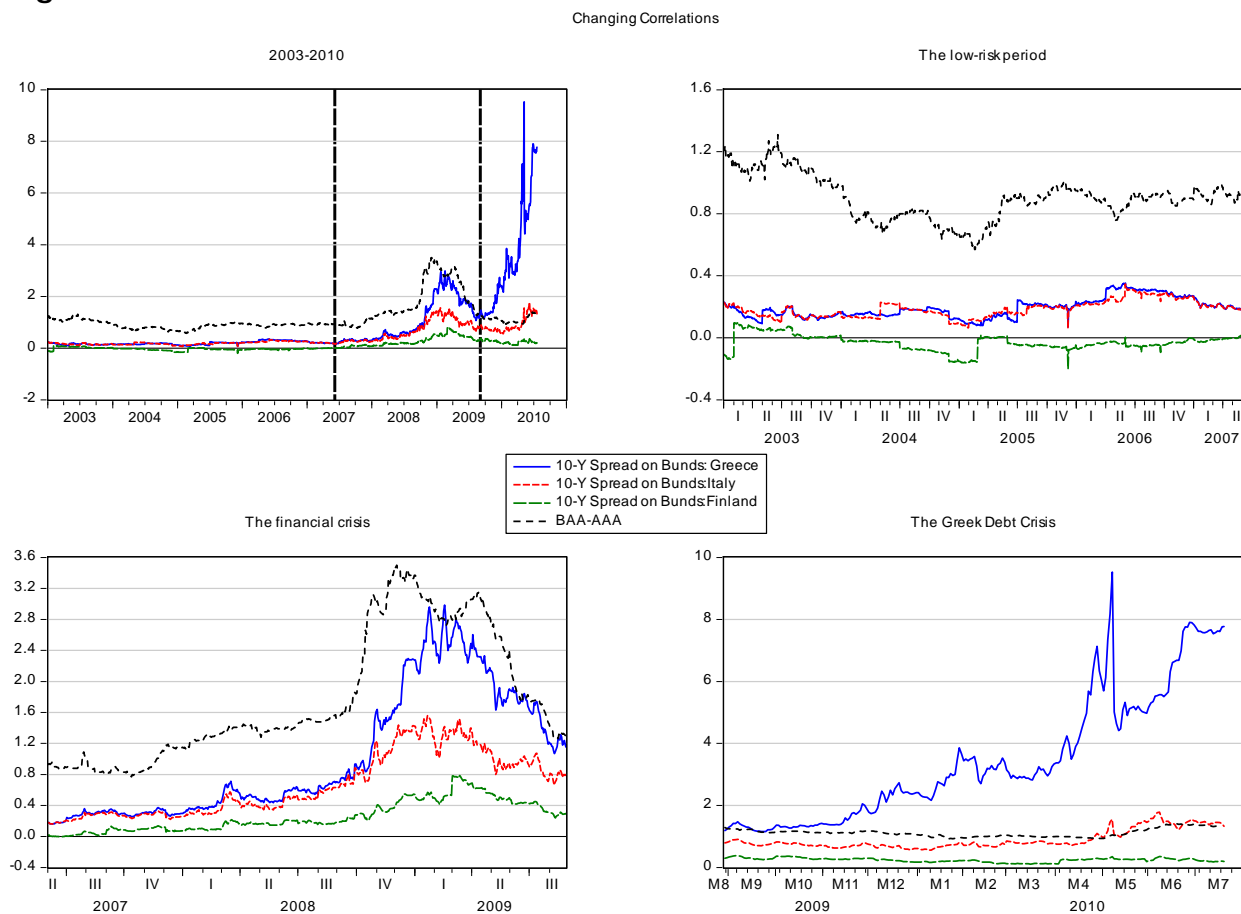 Changing Correlations
2003-2010
10
8
6
4
2
0
-2
2003 2004 2005 2006 2007 2008 2009 2010
The low-risk period
1.6
1.2
0.8
0.4
0.0
-0.4
I II III IV I II III IV I II III IV I II III IV I II
2003 2004 2005 2006 2007
10-Y Spread on Bunds: Greece
10-Y Spread on Bunds:Italy
10-Y Spread on Bunds:Finland
BAA-AAA
The financial crisis
3.6
3.2
2.8
2.4
2.0
1.6
1.2
0.8
0.4
0.0
-0.4
II III IV I II III IV I II III
2007 2008 2009
The Greek Debt Crisis
10
8
6
4
2
0
M8 M9 M10 M11 M12 M1 M2 M3 M4 M5 M6 M7
2009 2010